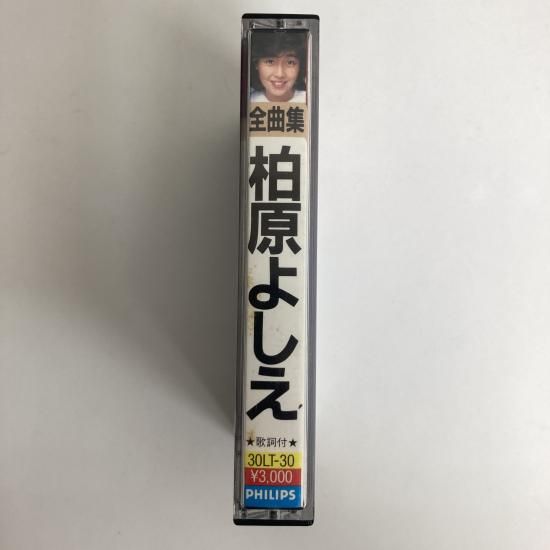 全曲集
柏原よしえ
★歌詞付★
30LT-30
¥3,000
PHILIPS